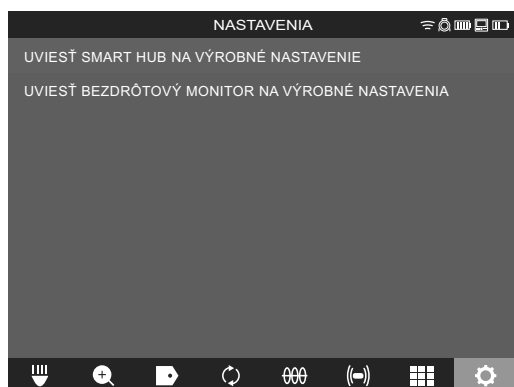 NASTAVENIA
UVIESŤ SMART HUB NA VÝROBNÉ NASTAVENIE
UVIESŤ BEZDRÔTOVÝ MONITOR NA VÝROBNÉ NASTAVENIA